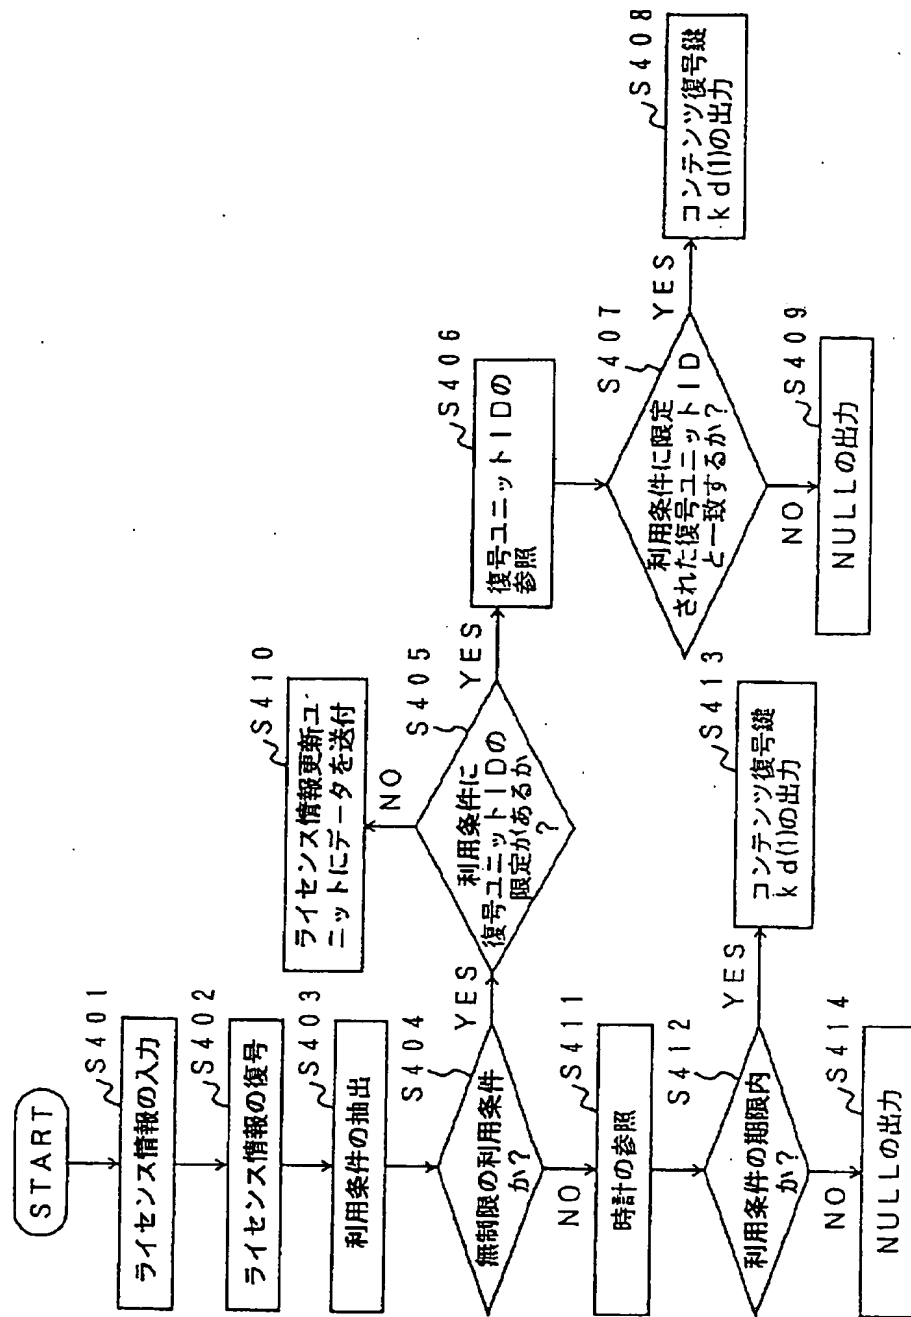 START
S401
ライセンス情報の入力
S402
ライセンス情報の復号
S403
利用条件の抽出
S404
無制限の利用条件
か?
YES
NO
S405
利用条件に
復号ユニットIDの
限定があるか
?
YES
NO
S410
ライセンス情報更新ユ
ニットにデータを送付
S406
復号ユニットIDの
参照
S407
利用条件に限定
された復号ユニットID
と一致するか?
YES
NO
S408
コンテンツ復号鍵
kd(l)の出力
S409
NULLの出力
S411
時計の参照
S412
利用条件の期限内
か?
YES
NO
S413
コンテンツ復号鍵
kd(l)の出力
S414
NULLの出力